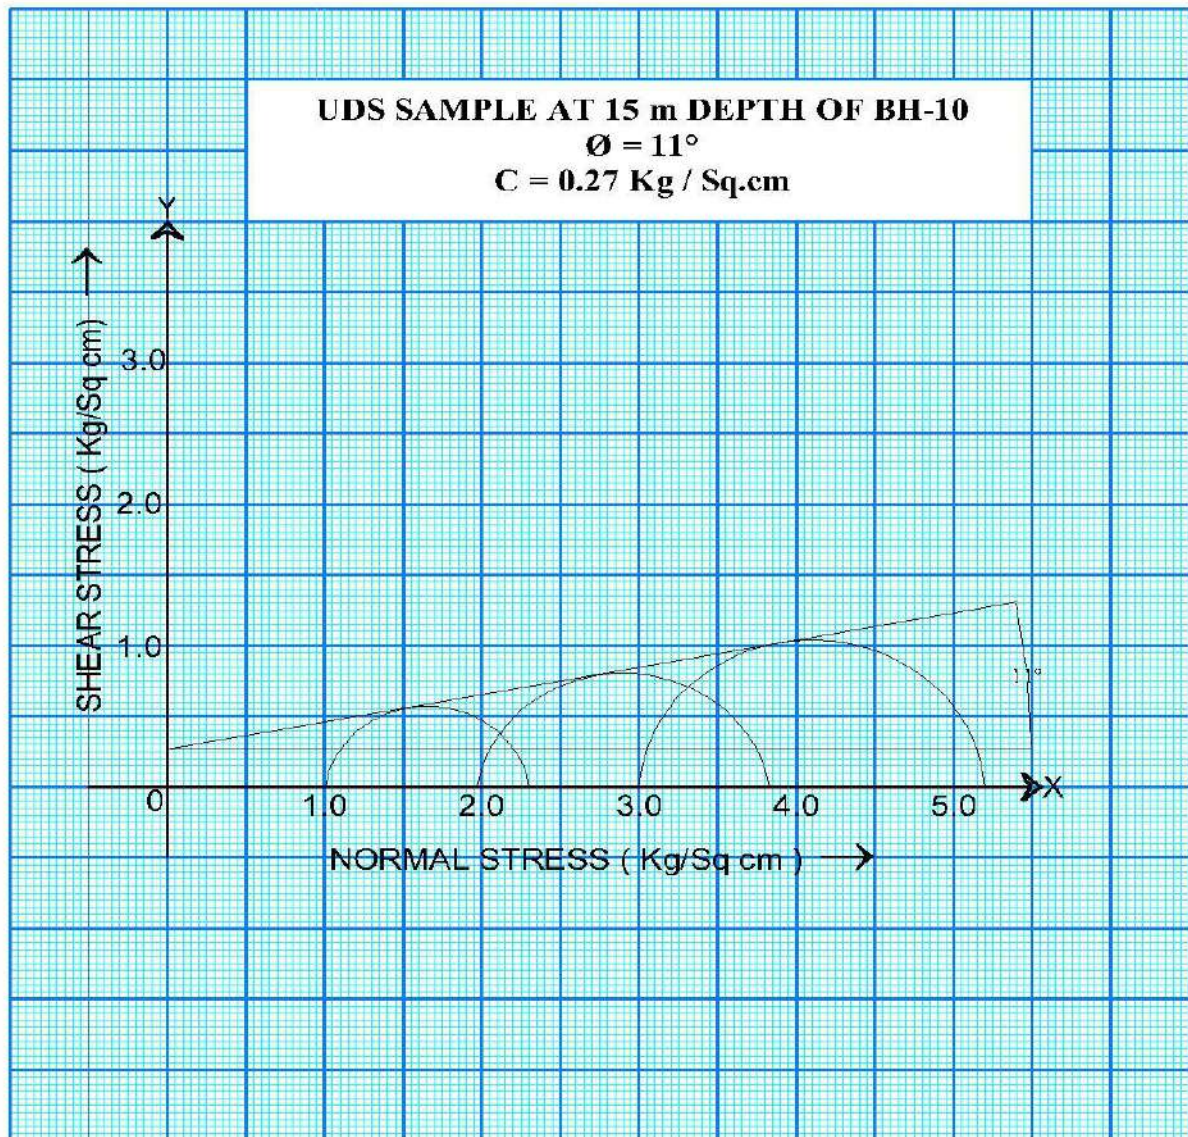 UDS SAMPLE AT 15 m DEPTH OF BH-10
Ø = 11°
C = 0.27 Kg / Sq.cm
Y
SHEAR STRESS ( Kg/Sq cm)
3.0
2.0
1.0
11°
0
1.0
2.0
3.0
4.0
5.0
X
NORMAL STRESS ( Kg/Sq cm )